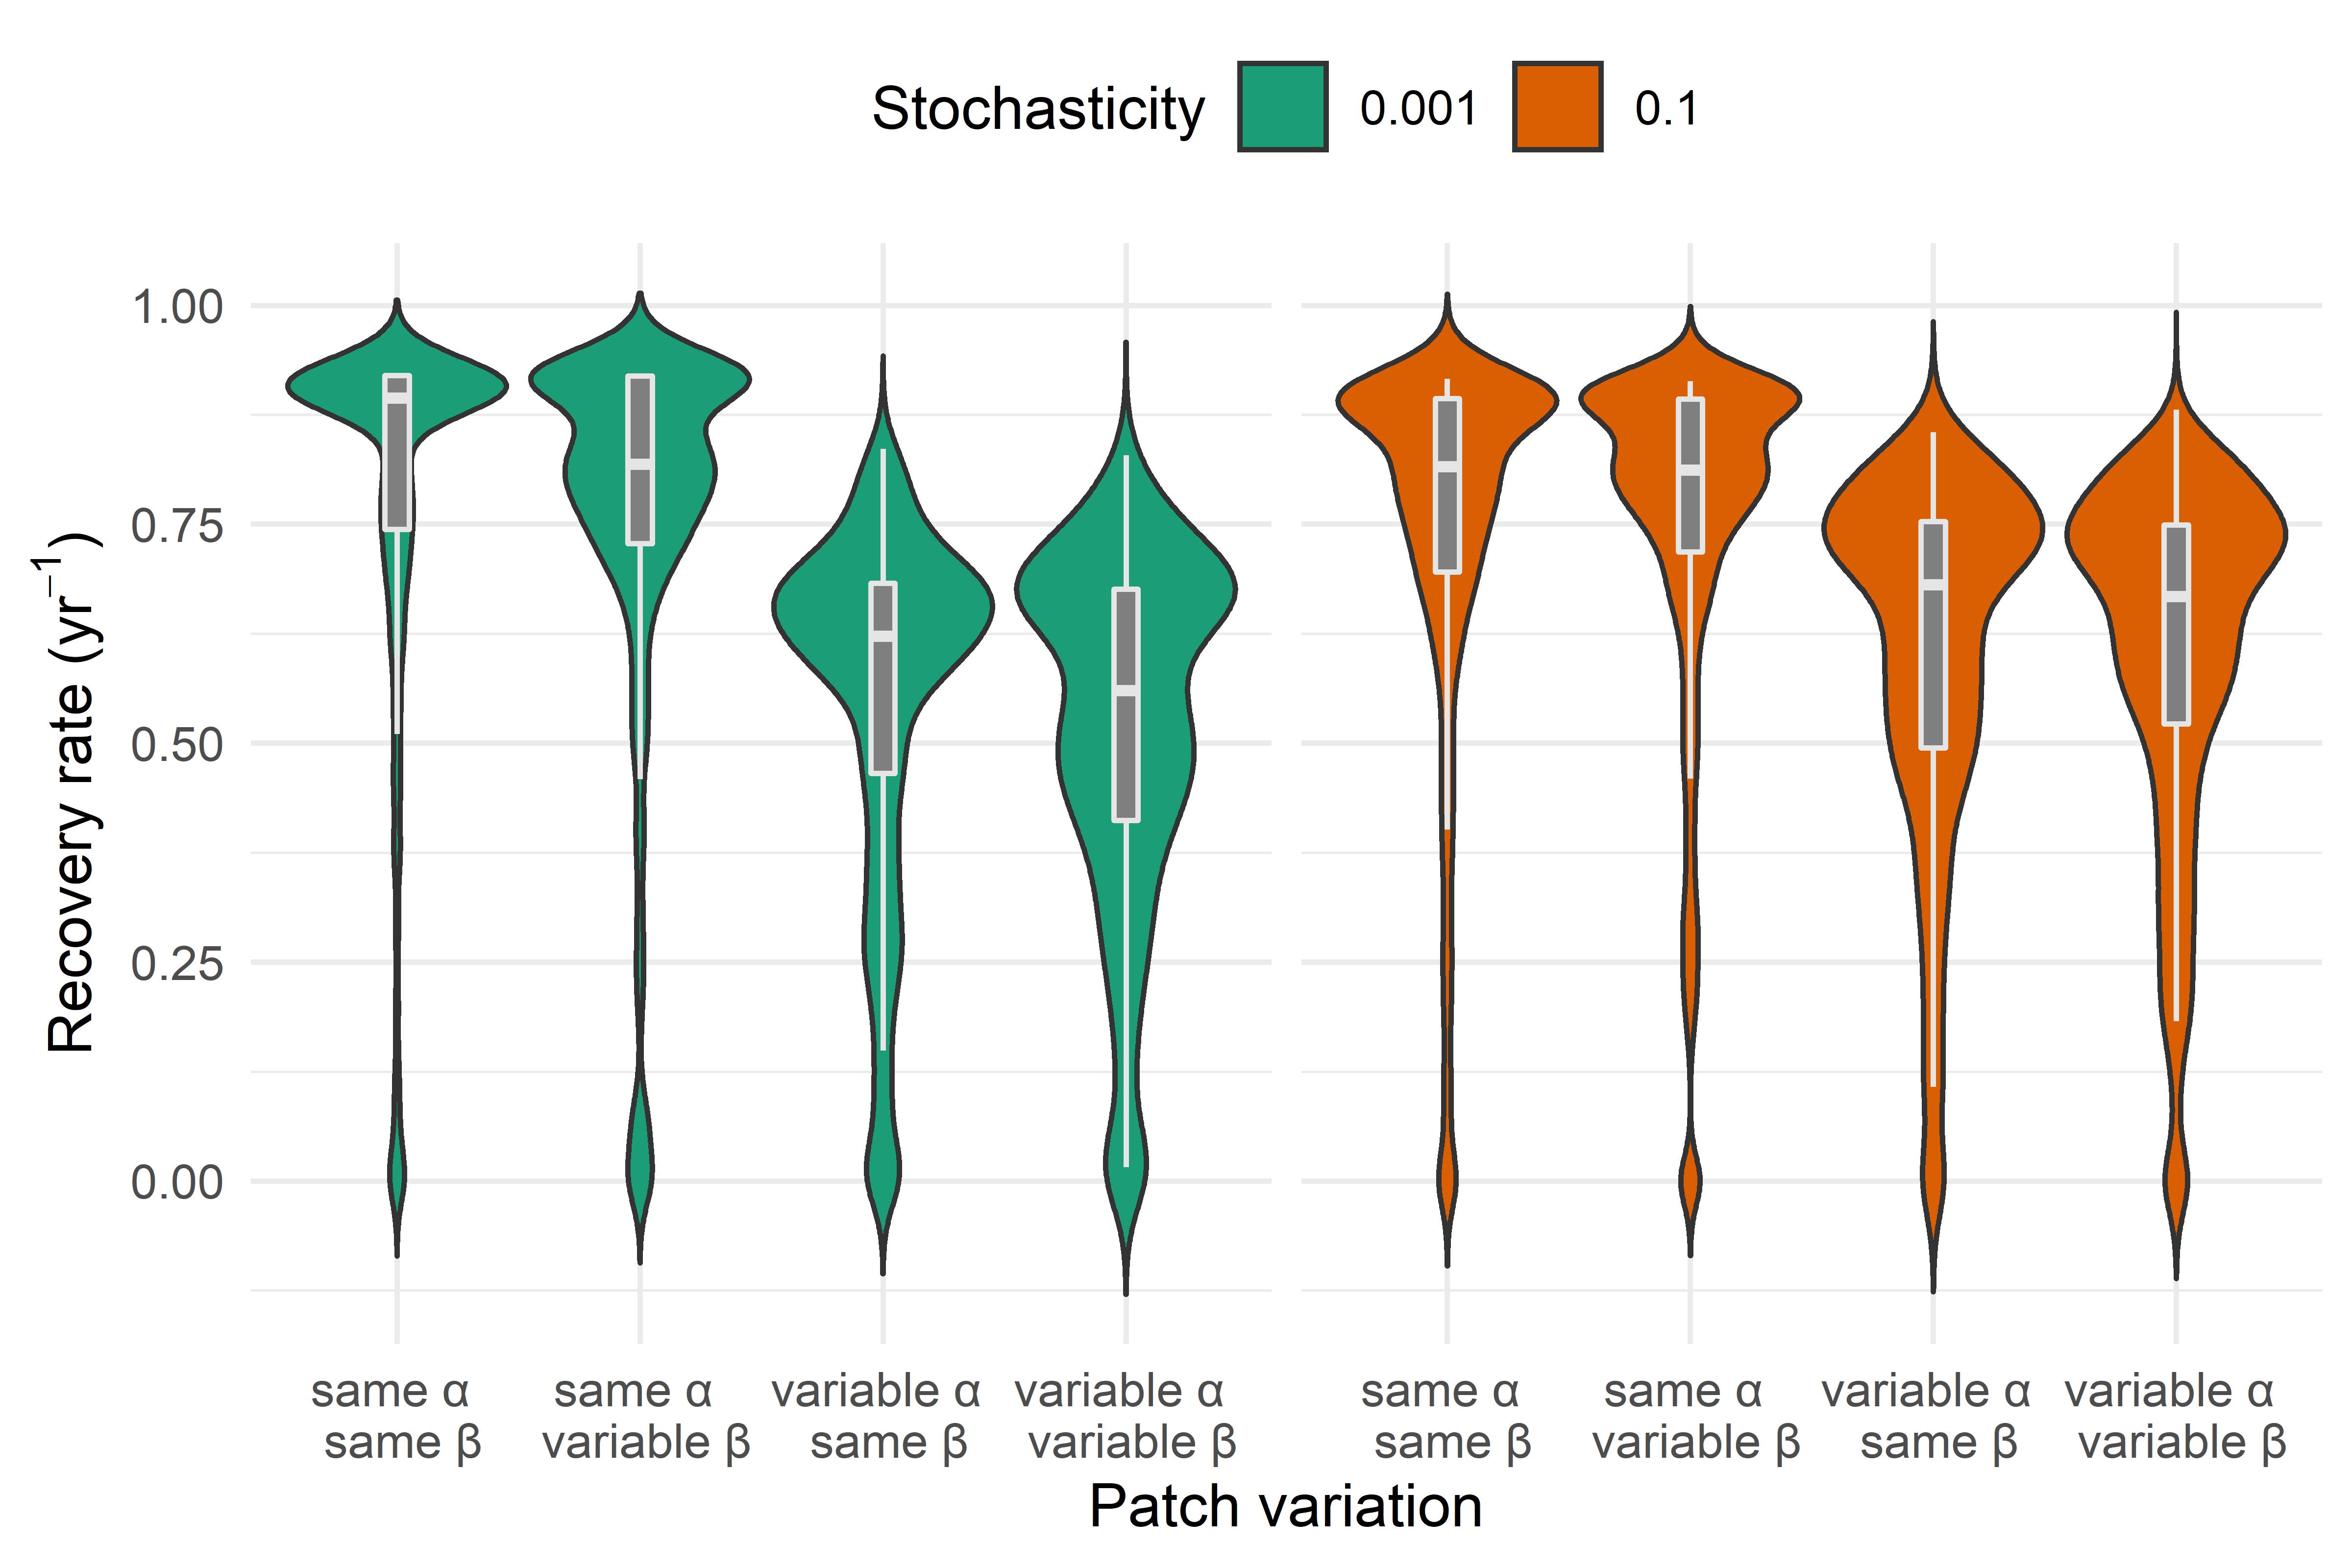 Stochasticity 0.001 0.1
Recovery rate (yr⁻¹)
1.00
0.75
0.50
0.25
0.00
same α same α variable α variable α same α same α variable α variable α
same β variable β same β variable β same β variable β same β variable β
Patch variation